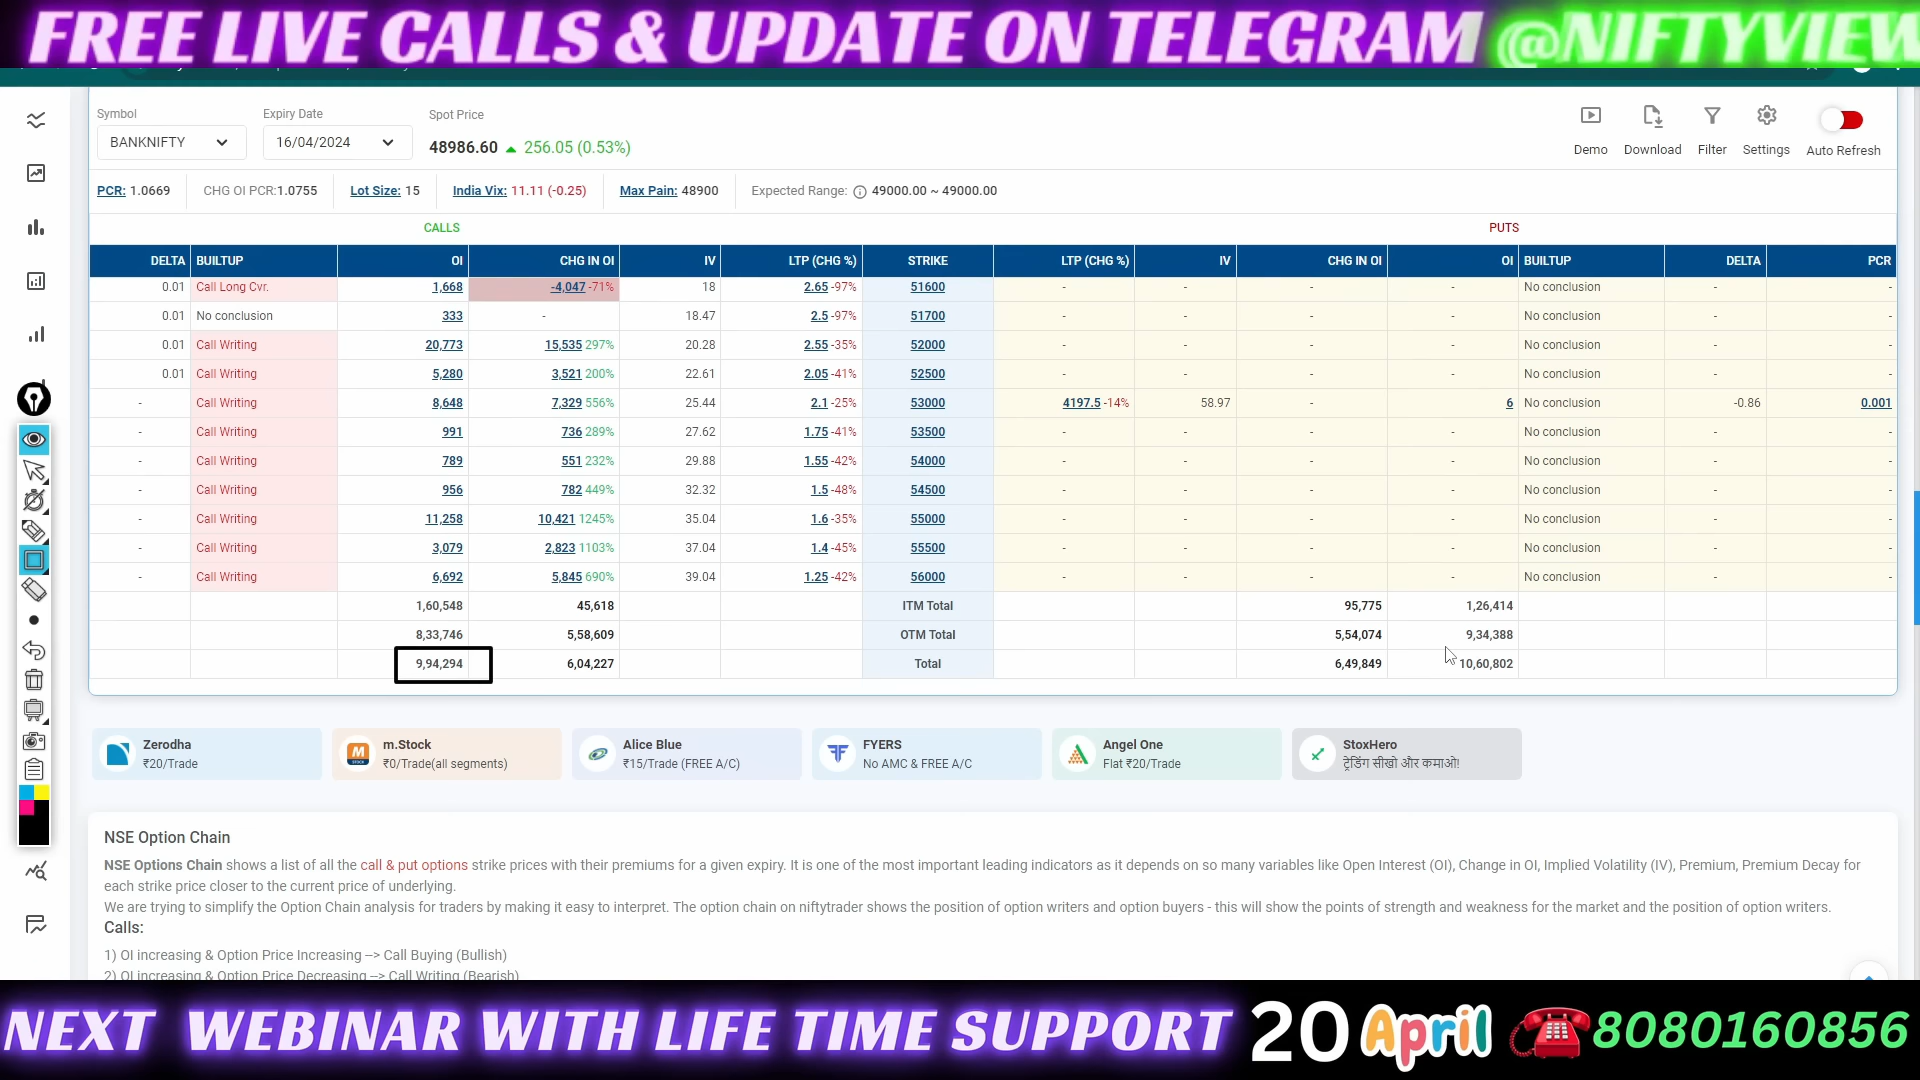 FREE LIVE CALLS & UPDATE ON TELEGRAM @NIFTYVIEW
Symbol Expiry Date Spot Price
BANKNIFTY 16/04/2024 48986.60 256.05 (0.53%)
Demo Download Filter Settings Auto Refresh
PCR: 1.0669 CHG OI PCR:1.0755 Lot Size: 15 India Vix: 11.11 (-0.25) Max Pain: 48900 Expected Range: 49000.00 ~ 49000.00
CALLS PUTS
DELTA BUILTUP OI CHG IN OI IV LTP (CHG %) STRIKE LTP (CHG %) IV CHG IN OI OI BUILTUP DELTA PCR
0.01 Call Long Cvr. 1,668 -4,047 -71% 18 2.65 -97% 51600 - - - - No conclusion - -
0.01 No conclusion 333 - 18.47 2.5 -97% 51700 - - - - No conclusion - -
0.01 Call Writing 20,773 15,535 297% 20.28 2.55 -35% 52000 - - - - No conclusion - -
0.01 Call Writing 5,280 3,521 200% 22.61 2.05 -41% 52500 - - - - No conclusion - -
- Call Writing 8,648 7,329 556% 25.44 2.1 -25% 53000 4197.5 -14% 58.97 - 6 No conclusion -0.86 0.001
- Call Writing 991 736 289% 27.62 1.75 -41% 53500 - - - - No conclusion - -
- Call Writing 789 551 232% 29.88 1.55 -42% 54000 - - - - No conclusion - -
- Call Writing 956 782 449% 32.32 1.5 -48% 54500 - - - - No conclusion - -
- Call Writing 11,258 10,421 1245% 35.04 1.6 -35% 55000 - - - - No conclusion - -
- Call Writing 3,079 2,823 1103% 37.04 1.4 -45% 55500 - - - - No conclusion - -
- Call Writing 6,692 5,845 690% 39.04 1.25 -42% 56000 - - - - No conclusion - -
1,60,548 45,618 ITM Total 95,775 1,26,414
8,33,746 5,58,609 OTM Total 5,54,074 9,34,388
9,94,294 6,04,227 Total 6,49,849 10,60,802
Zerodha m.Stock Alice Blue FYERS Angel One StoxHero
₹20/Trade ₹0/Trade(all segments) ₹15/Trade (FREE A/C) No AMC & FREE A/C Flat ₹20/Trade ट्रेडिंग सीखो और कमाओ!
NSE Option Chain
NSE Options Chain shows a list of all the call & put options strike prices with their premiums for a given expiry. It is one of the most important leading indicators as it depends on so many variables like Open Interest (OI), Change in OI, Implied Volatility (IV), Premium, Premium Decay for
each strike price closer to the current price of underlying.
We are trying to simplify the Option Chain analysis for traders by making it easy to interpret. The option chain on niftytrader shows the position of option writers and option buyers - this will show the points of strength and weakness for the market and the position of option writers.
Calls:
1) OI increasing & Option Price Increasing --> Call Buying (Bullish)
2) OI increasing & Option Price Decreasing --> Call Writing (Bearish)
NEXT WEBINAR WITH LIFE TIME SUPPORT 20 April 8080160856